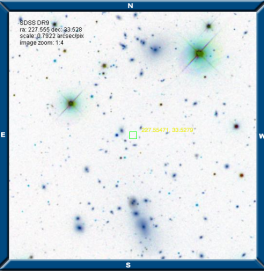 N
SDSS DR9
ra: 227.555 dec: 33.528
scale: 0.7922 arcsec/pix
image zoom: 1:4
E
W
S